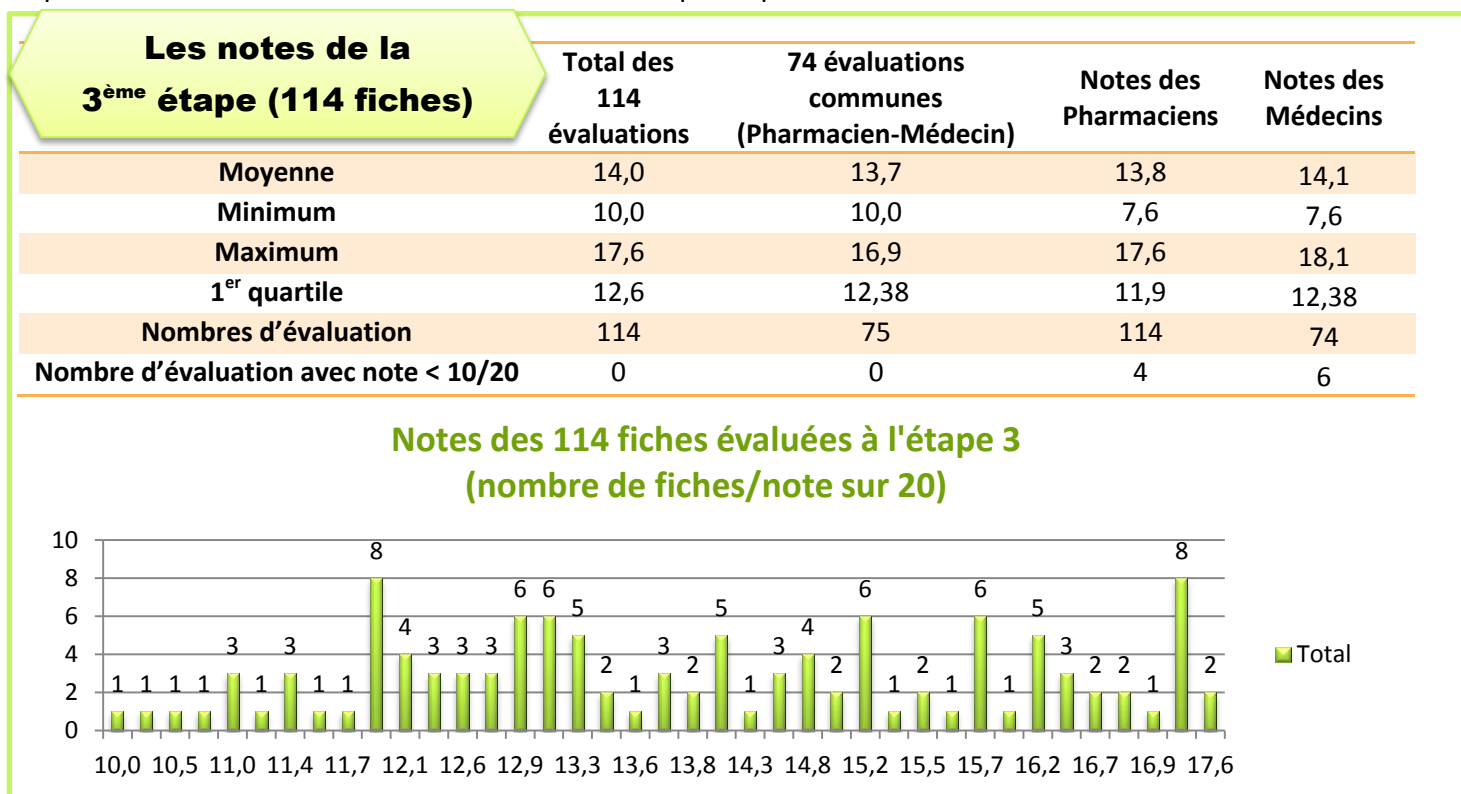 Les notes de la
3ème étape (114 fiches)
Total des
114
évaluations
74 évaluations
communes
(Pharmacien-Médecin)
Notes des
Pharmaciens
Notes des
Médecins
Moyenne 14,0 13,7 13,8 14,1
Minimum 10,0 10,0 7,6 7,6
Maximum 17,6 16,9 17,6 18,1
1er quartile 12,6 12,38 11,9 12,38
Nombres d'évaluation 114 75 114 74
Nombre d'évaluation avec note < 10/20 0 0 4 6
Notes des 114 fiches évaluées à l'étape 3
(nombre de fiches/note sur 20)
10
8
6
4
2
0
1 1 1 1 3 1 3 1 1 8 4 3 3 3 6 6 5 2 1 3 2 5 1 3 4 2 6 1 2 1 6 1 5 3 2 2 1 8 2
Total
10,0 10,5 11,0 11,4 11,7 12,1 12,6 12,9 13,3 13,6 13,8 14,3 14,8 15,2 15,5 15,7 16,2 16,7 16,9 17,6